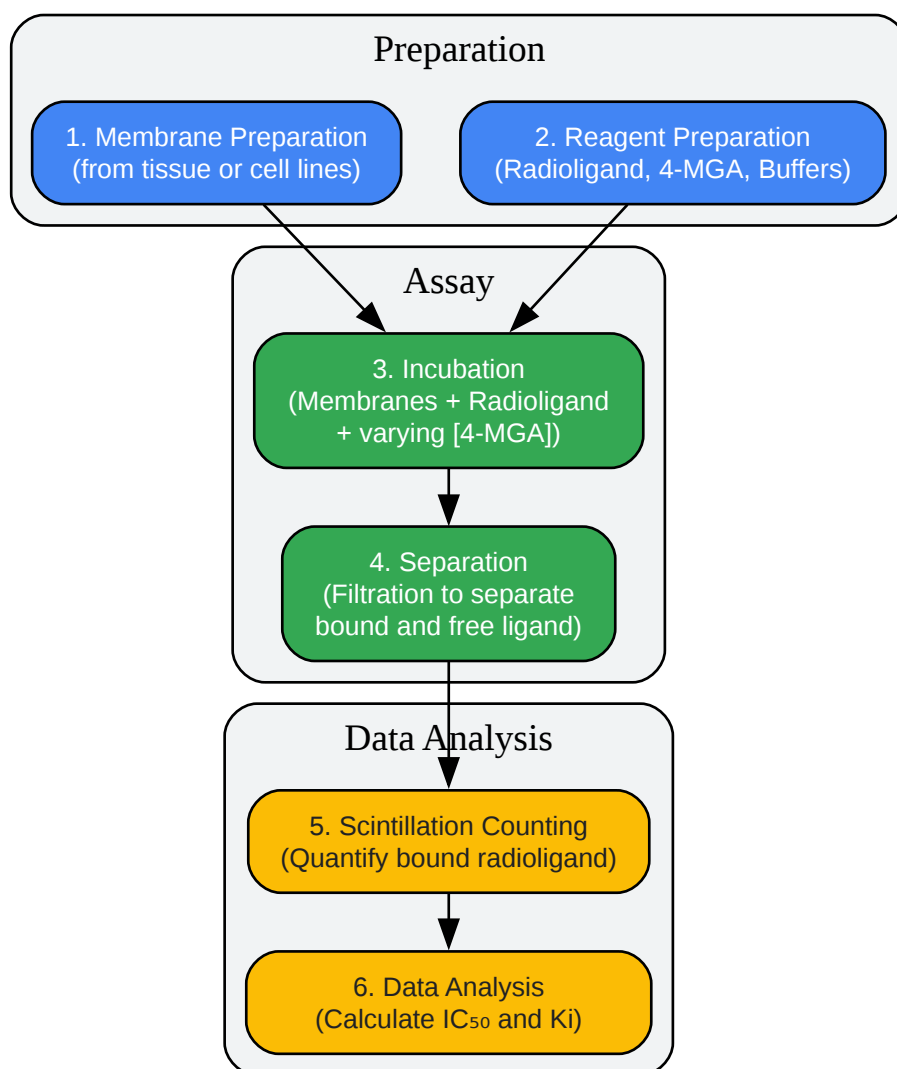 Preparation
1. Membrane Preparation
(from tissue or cell lines)
2. Reagent Preparation
(Radioligand, 4-MGA, Buffers)
Assay
3. Incubation
(Membranes + Radioligand
+ varying [4-MGA])
4. Separation
(Filtration to separate
bound and free ligand)
Data Analysis
5. Scintillation Counting
(Quantify bound radioligand)
6. Data Analysis
(Calculate IC₅₀ and Ki)